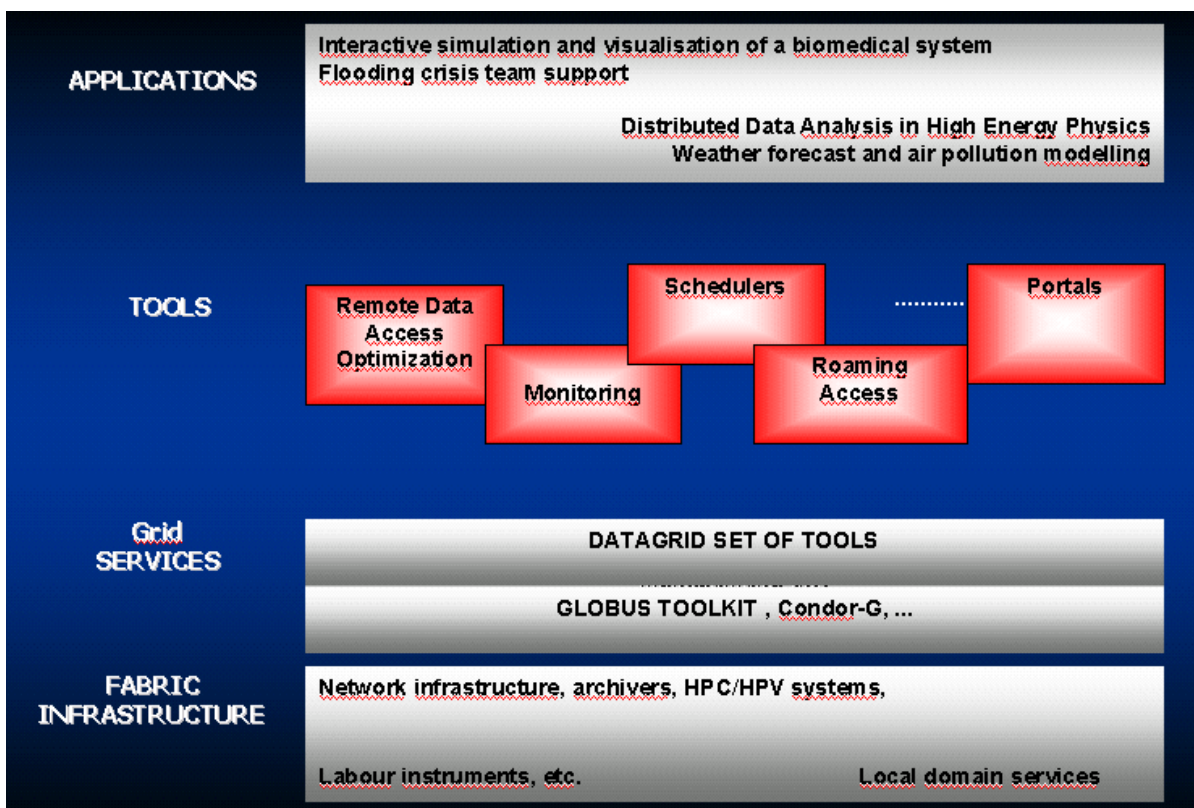 APPLICATIONS
Interactive simulation and visualisation of a biomedical system
Flooding crisis team support
Distributed Data Analysis in High Energy Physics
Weather forecast and air pollution modelling
TOOLS
Remote Data
Access
Optimization
Monitoring
Schedulers
Roaming
Access
...........
Portals
Grid
SERVICES
DATAGRID SET OF TOOLS
GLOBUS TOOLKIT , Condor-G, ...
FABRIC
INFRASTRUCTURE
Network infrastructure, archivers, HPC/HPV systems,
Labour instruments, etc.
Local domain services